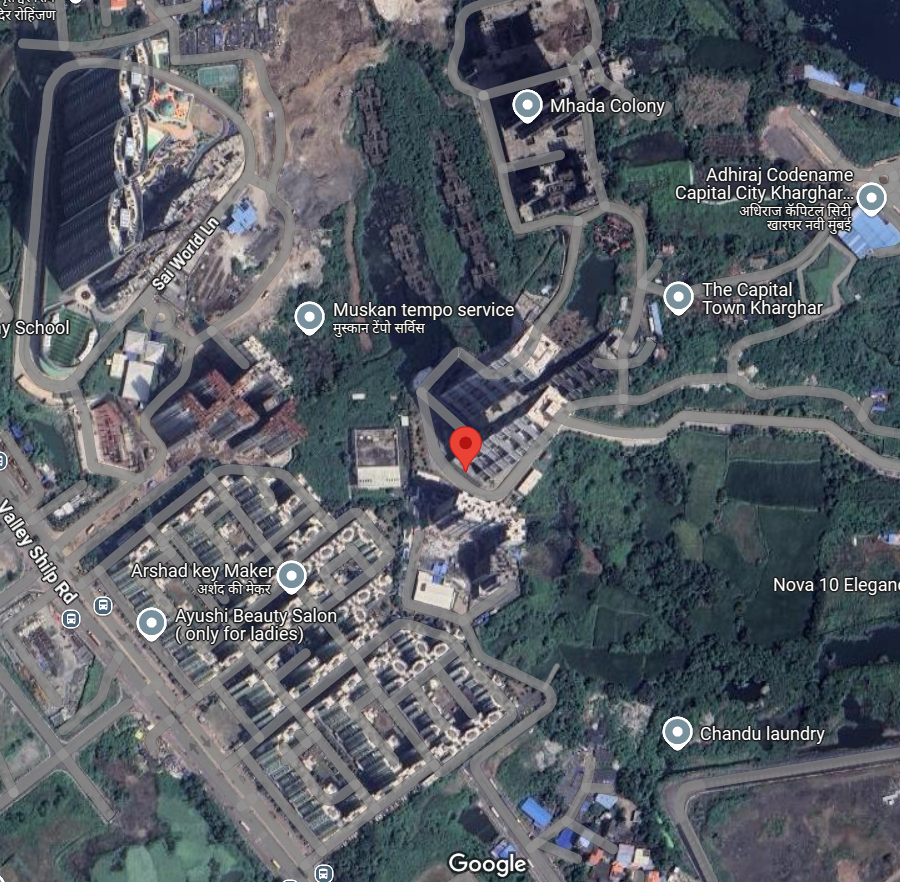 देर रोहिंजण
Mhada Colony
Adhiraj Codename
Capital City Kharghar...
अधिराज कॅपिटल सिटी
खारघर नवी मुंबई
Sai World Ln
The Capital
Town Kharghar
Muskan tempo service
मुस्कान टेंपो सर्विस
y School
Valley Ship Rd
Arshad key Maker
अर्शद की मेकर
Nova 10 Elegan
Ayushi Beauty Salon
( only for ladies)
Chandu laundry
Google